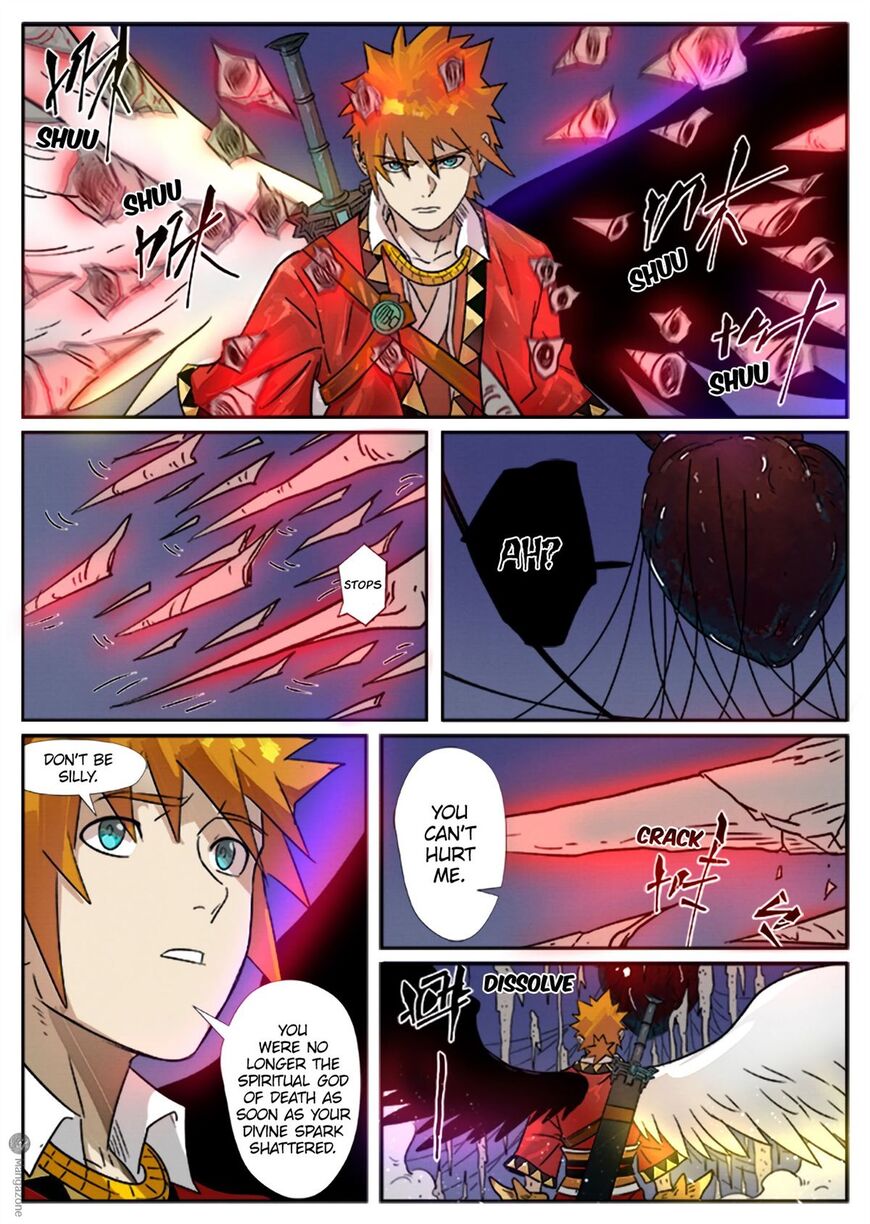 SHUU
SHUU
SHUU
SHUU
STOPS
AH?
DON'T BE
SILLY.
YOU
WERE NO
LONGER THE
SPIRITUAL GOD
OF DEATH AS
SOON AS YOUR
DIVINE SPARK
SHATTERED.
YOU
CAN'T
HURT
ME.
CRACK
DISSOLVE
Mangazone